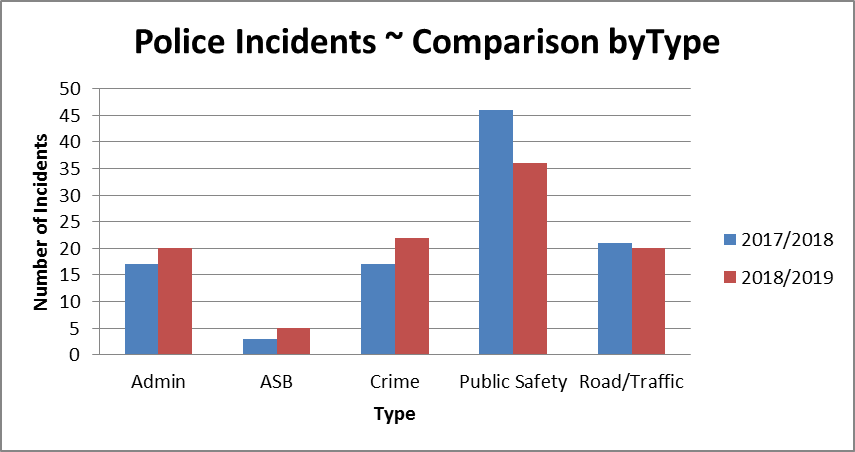 Police Incidents ~ Comparison byType
50
45
40
35
30
25
20
15
10
5
0
Number of Incidents
Admin
ASB
Crime
Public Safety
Road/Traffic
Type
2017/2018
2018/2019